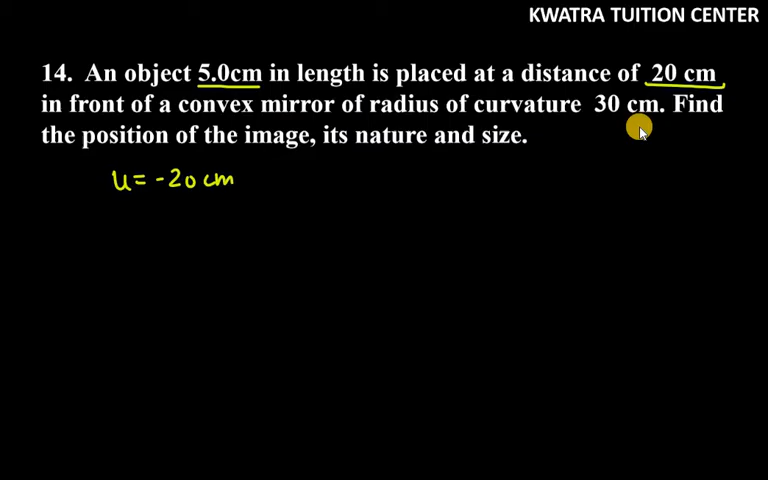 KWATRA TUITION CENTER
14. An object 5.0cm in length is placed at a distance of 20 cm
in front of a convex mirror of radius of curvature 30 cm. Find
the position of the image, its nature and size.
u= -20 cm